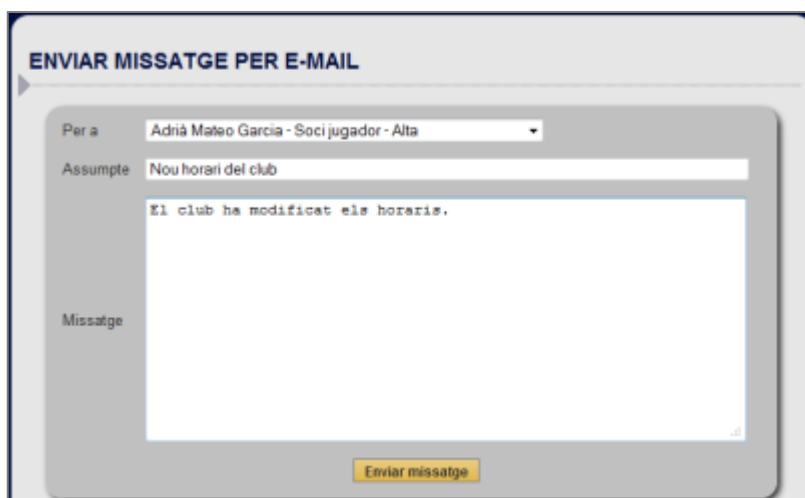 ENVIAR MISSATGE PER E-MAIL
Per a Adrià Mateo Garcia - Soci jugador - Alta
Assumpte Nou horari del club
El club ha modificat els horaris.
Missatge
Enviar missatge